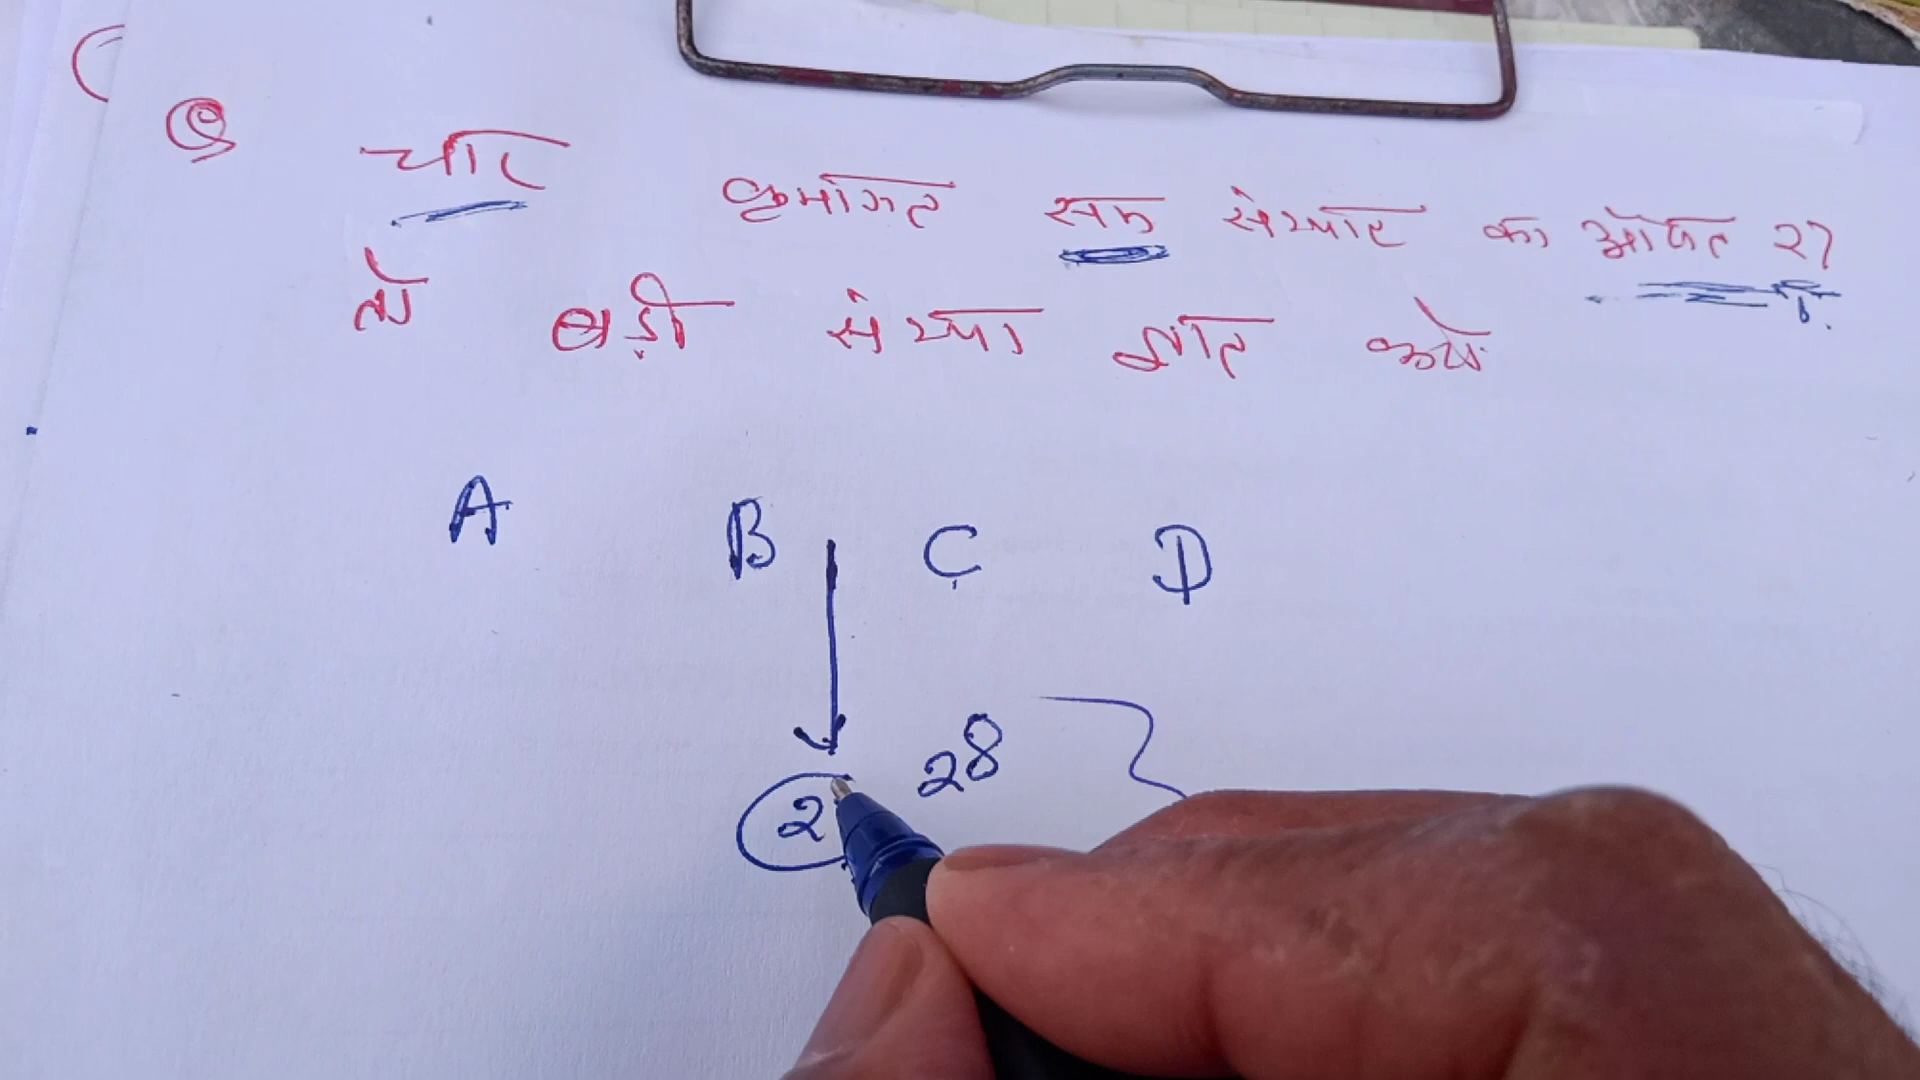 Q चार क्रमागत सम संख्याए का औसत 27 है.
तो बड़ी संख्या ज्ञात करो
A B C D
28
2